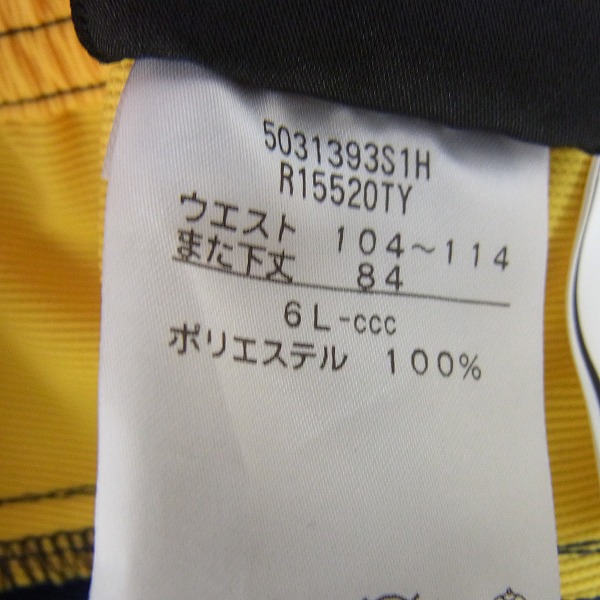 5031393S1H
R15520TY
ウエスト 104～114
また下丈 84
6L-ccc
ポリエステル 100%